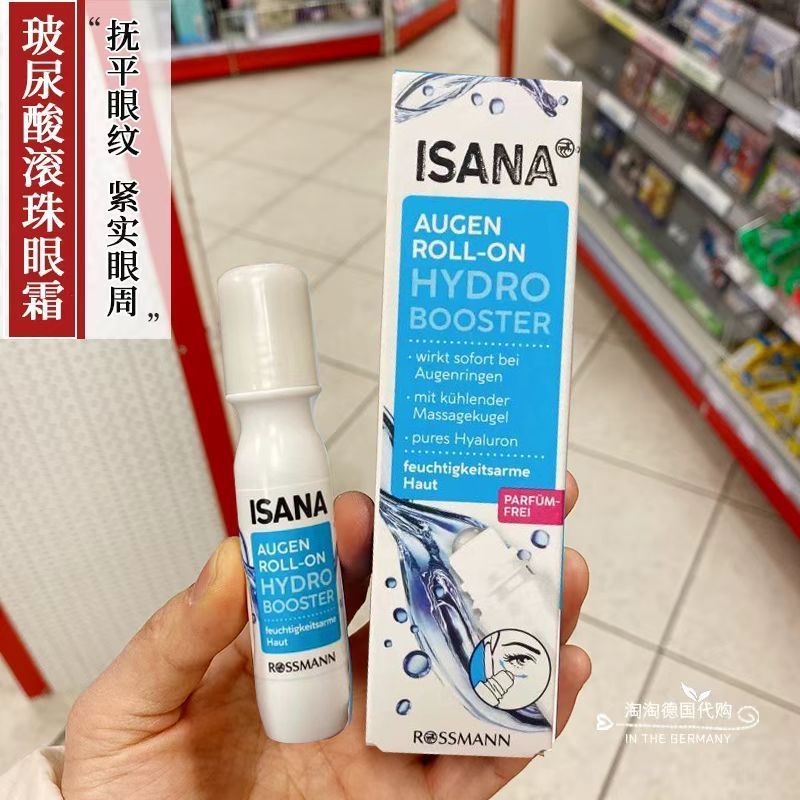 玻尿酸滚珠眼霜
“抚平眼纹 紧实眼周”
ISANA
AUGEN
ROLL-ON
HYDRO
BOOSTER
· wirkt sofort bei
Augenringen
· mit kühlender
Massagekugel
· pures Hyaluron
feuchtigkeitsarme
Haut
PARFÜM-
FREI
ROSSMANN
ISANA
AUGEN
ROLL-ON
HYDRO
BOOSTER
feuchtigkeitsarme
Haut
ROSSMANN
淘淘德国代购
IN THE GERMANY